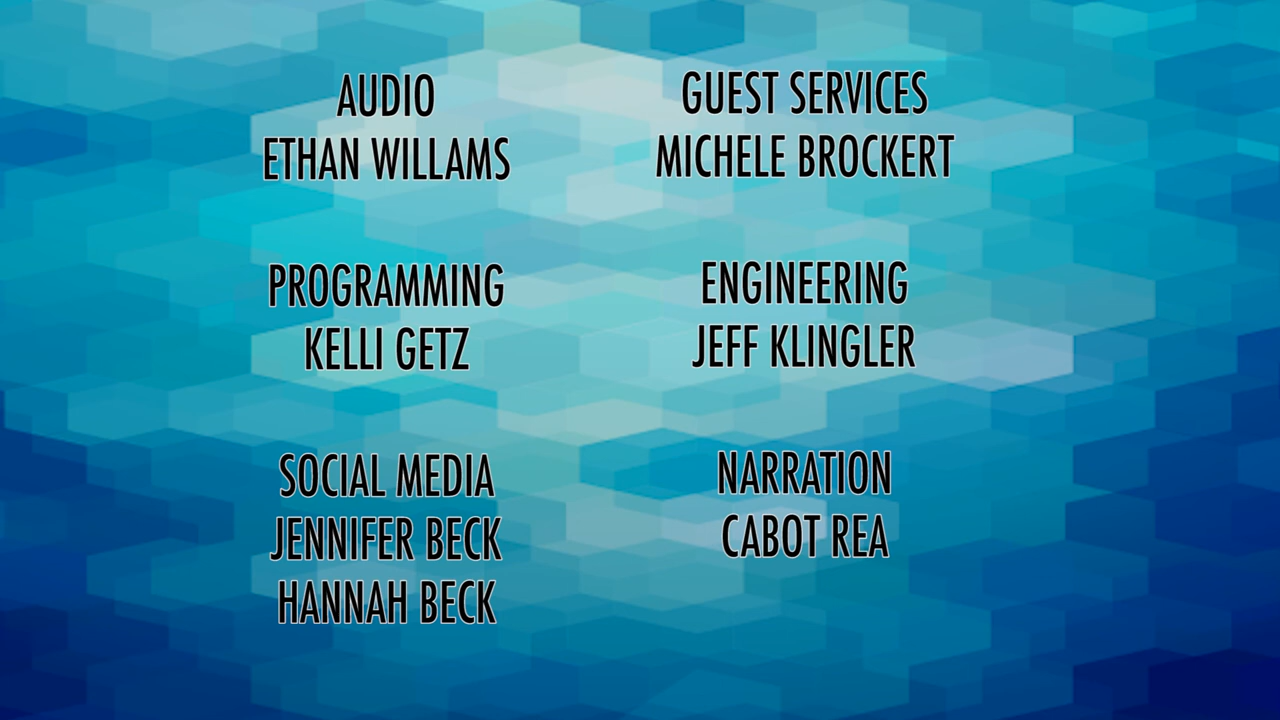 AUDIO
ETHAN WILLAMS
PROGRAMMING
KELLI GETZ
SOCIAL MEDIA
JENNIFER BECK
HANNAH BECK
GUEST SERVICES
MICHELE BROCKERT
ENGINEERING
JEFF KLINGLER
NARRATION
CABOT REA